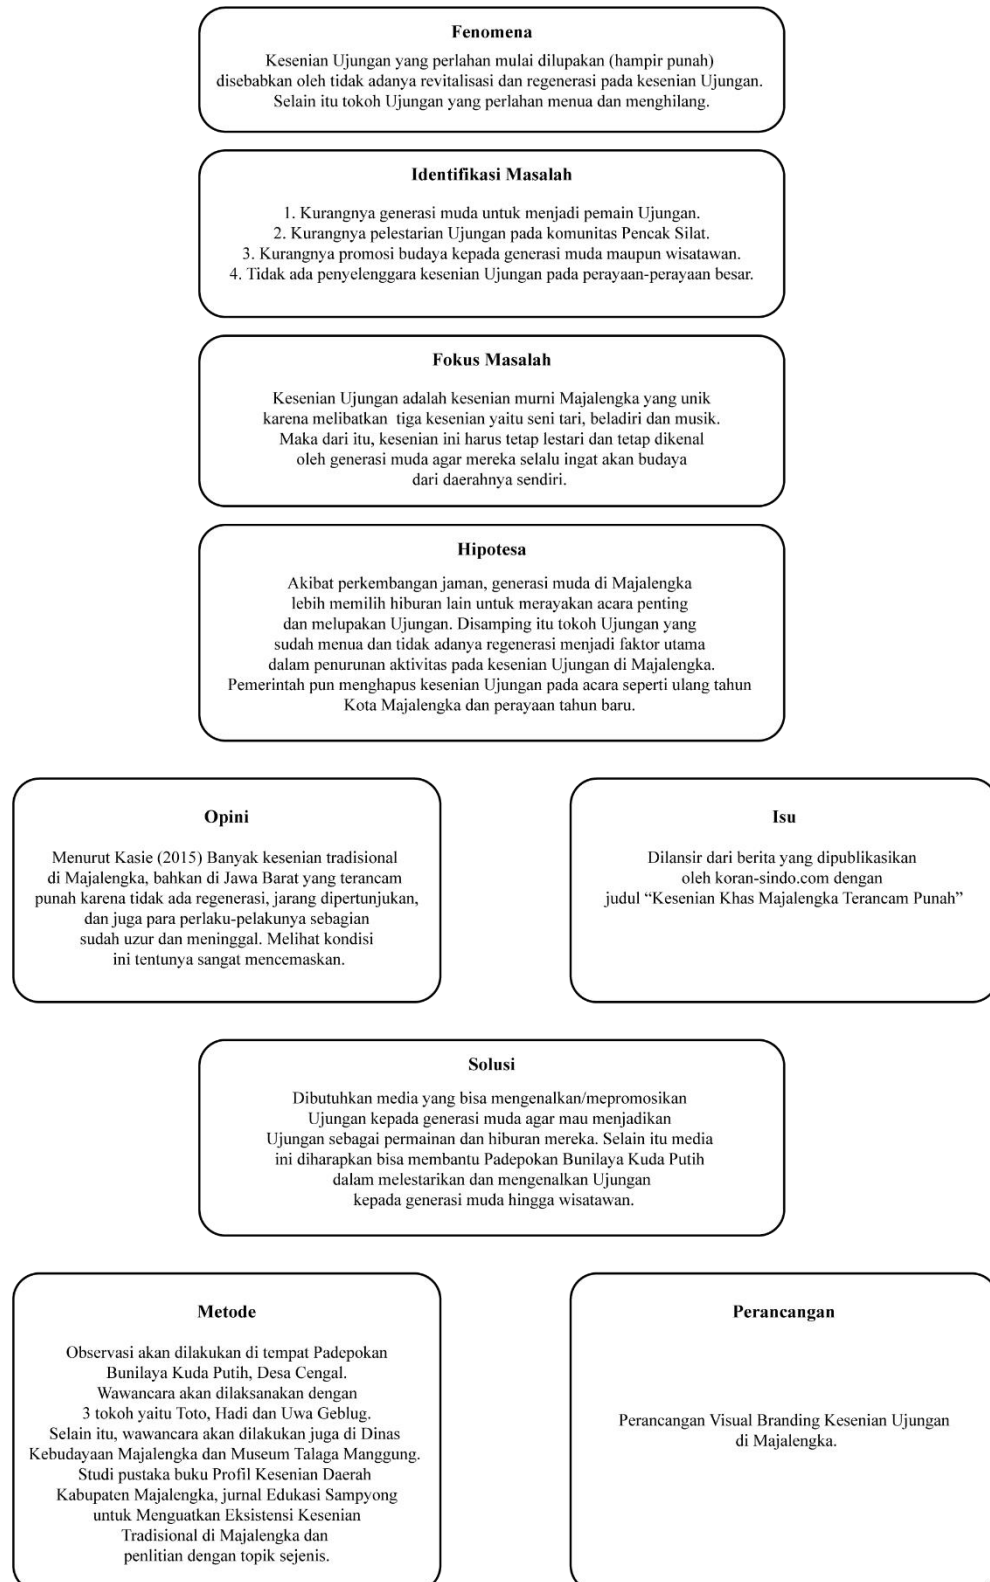 Fenomena
Kesenian Ujungan yang perlahan mulai dilupakan (hampir punah)
disebabkan oleh tidak adanya revitalisasi dan regenerasi pada kesenian Ujungan.
Selain itu tokoh Ujungan yang perlahan menua dan menghilang.
Identifikasi Masalah
1. Kurangnya generasi muda untuk menjadi pemain Ujungan.
2. Kurangnya pelestarian Ujungan pada komunitas Pencak Silat.
3. Kurangnya promosi budaya kepada generasi muda maupun wisatawan.
4. Tidak ada penyelenggara kesenian Ujungan pada perayaan-perayaan besar.
Fokus Masalah
Kesenian Ujungan adalah kesenian murni Majalengka yang unik
karena melibatkan tiga kesenian yaitu seni tari, beladiri dan musik.
Maka dari itu, kesenian ini harus tetap lestari dan tetap dikenal
oleh generasi muda agar mereka selalu ingat akan budaya
dari daerahnya sendiri.
Hipotesa
Akibat perkembangan jaman, generasi muda di Majalengka
lebih memilih hiburan lain untuk merayakan acara penting
dan melupakan Ujungan. Disamping itu tokoh Ujungan yang
sudah menua dan tidak adanya regenerasi menjadi faktor utama
dalam penurunan aktivitas pada kesenian Ujungan di Majalengka.
Pemerintah pun menghapus kesenian Ujungan pada acara seperti ulang tahun
Kota Majalengka dan perayaan tahun baru.
Opini
Menurut Kasie (2015) Banyak kesenian tradisional
di Majalengka, bahkan di Jawa Barat yang terancam
punah karena tidak ada regenerasi, jarang dipertunjukan,
dan juga para perlaku-pelakunya sebagian
sudah uzur dan meninggal. Melihat kondisi
ini tentunya sangat mencemaskan.
Isu
Dilansir dari berita yang dipublikasikan
oleh koran-sindo.com dengan
judul “Kesenian Khas Majalengka Terancam Punah”
Solusi
Dibutuhkan media yang bisa mengenalkan/mepromosikan
Ujungan kepada generasi muda agar mau menjadikan
Ujungan sebagai permainan dan hiburan mereka. Selain itu media
ini diharapkan bisa membantu Padepokan Bunilaya Kuda Putih
dalam melestarikan dan mengenalkan Ujungan
kepada generasi muda hingga wisatawan.
Metode
Observasi akan dilakukan di tempat Padepokan
Bunilaya Kuda Putih, Desa Cengal.
Wawancara akan dilaksanakan dengan
3 tokoh yaitu Toto, Hadi dan Uwa Geblug.
Selain itu, wawancara akan dilakukan juga di Dinas
Kebudayaan Majalengka dan Museum Talaga Manggung.
Studi pustaka buku Profil Kesenian Daerah
Kabupaten Majalengka, jurnal Edukasi Sampyong
untuk Menguatkan Eksistensi Kesenian
Tradisional di Majalengka dan
penlitian dengan topik sejenis.
Perancangan
Perancangan Visual Branding Kesenian Ujungan
di Majalengka.